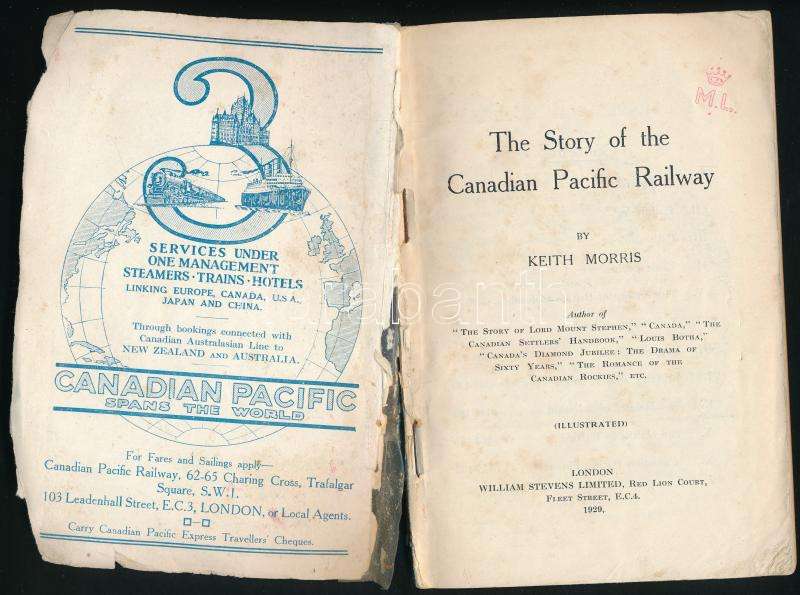 3
SERVICES UNDER
ONE MANAGEMENT
STEAMERS · TRAINS · HOTELS
LINKING EUROPE, CANADA, U.S.A.,
JAPAN AND CHINA.
Through bookings connected with
Canadian Australasian Line to
NEW ZEALAND AND AUSTRALIA.
CANADIAN PACIFIC
SPANS THE WORLD
For Fares and Sailings apply—
Canadian Pacific Railway, 62-65 Charing Cross, Trafalgar
Square, S.W.1.
103 Leadenhall Street, E.C.3, LONDON, or Local Agents.
Carry Canadian Pacific Express Travellers' Cheques.
M.L.
The Story of the
Canadian Pacific Railway
BY
KEITH MORRIS
Author of
"THE STORY OF LORD MOUNT STEPHEN," "CANADA," "THE
CANADIAN SETTLERS' HANDBOOK," "LOUIS BOTHA,"
"CANADA'S DIAMOND JUBILEE: THE DRAMA OF
SIXTY YEARS," "THE ROMANCE OF THE
CANADIAN ROCKIES," ETC.
(ILLUSTRATED)
LONDON
WILLIAM STEVENS LIMITED, RED LION COURT,
FLEET STREET, E.C.4.
1929.
darabanth